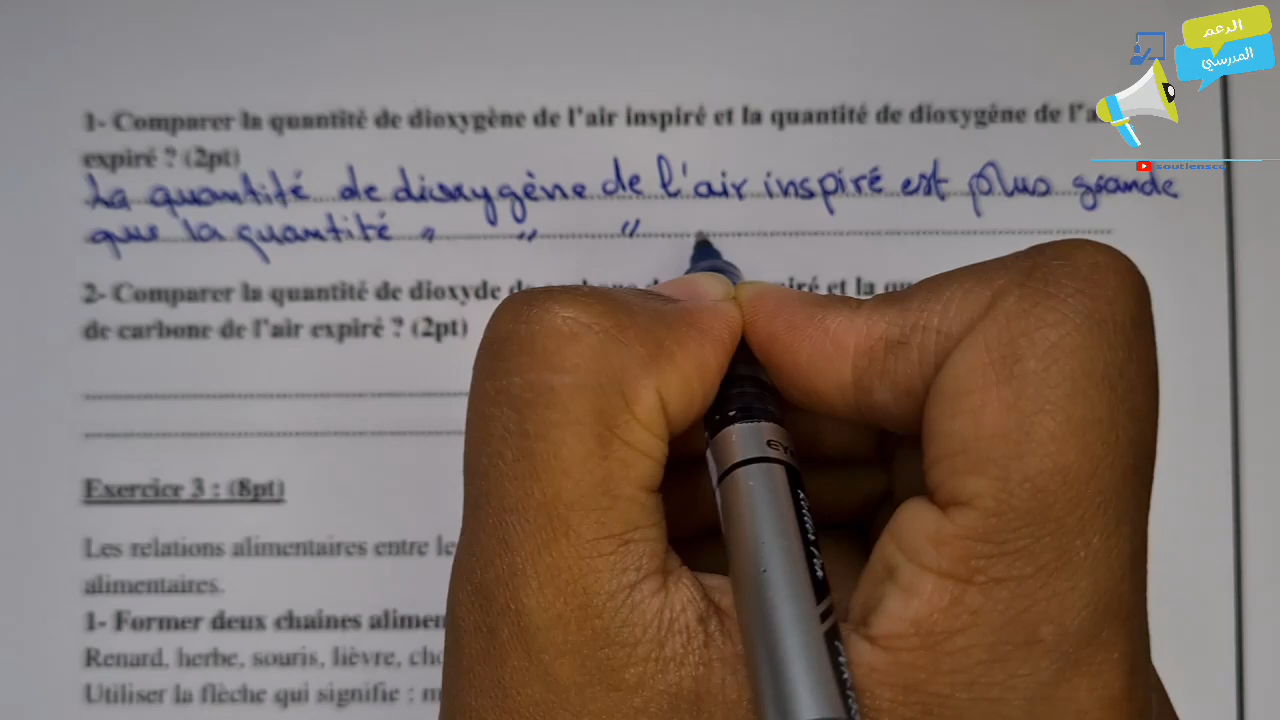 الدعم
المدرسي
soutiensco
1- Comparer la quantité de dioxygène de l'air inspiré et la quantité de dioxygène de l'a
expiré ? (2pt)
La quantité de dioxygène de l'air inspiré est plus grande
que la quantité " " "
2- Comparer la quantité de dioxyde de et la
de carbone de l'air expiré ? (2pt)
Exercice 3 : (8pt)
Les relations alimentaires entre le
alimentaires.
1- Former deux chaines alimen
Renard, herbe, souris, lièvre, cho
Utiliser la flèche qui signifie : m